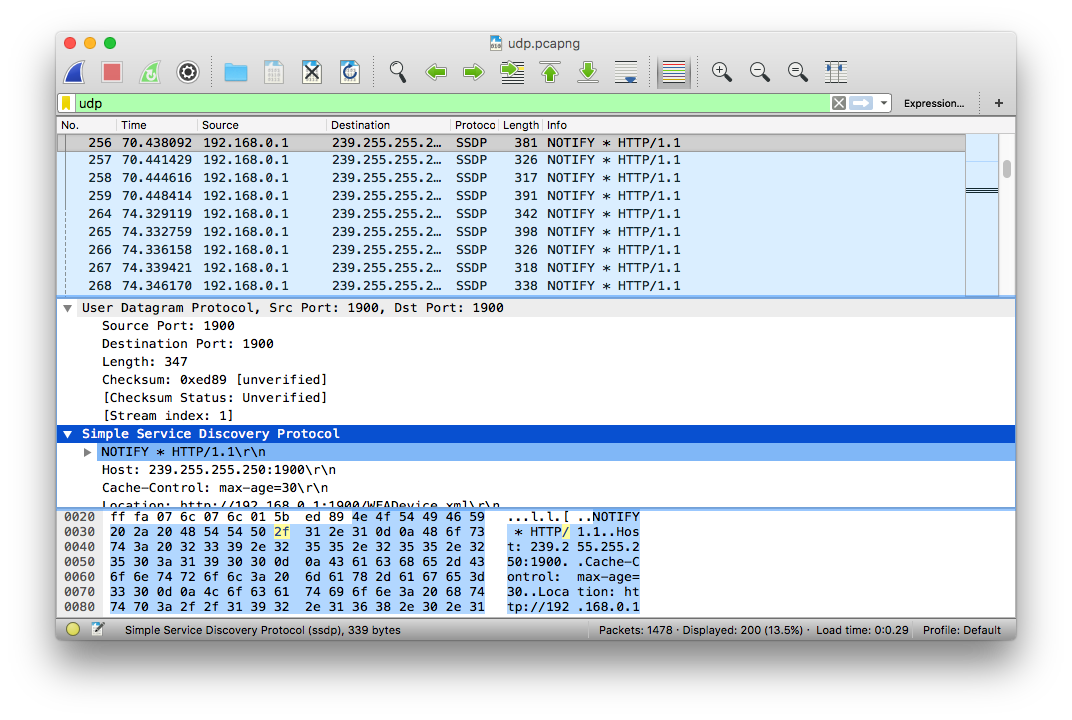 udp.pcapng
udp
Expression...
+
No. Time Source Destination Protoco Length Info
256 70.438092 192.168.0.1 239.255.255.2… SSDP 381 NOTIFY * HTTP/1.1
257 70.441429 192.168.0.1 239.255.255.2… SSDP 326 NOTIFY * HTTP/1.1
258 70.444616 192.168.0.1 239.255.255.2… SSDP 317 NOTIFY * HTTP/1.1
259 70.448414 192.168.0.1 239.255.255.2… SSDP 391 NOTIFY * HTTP/1.1
264 74.329119 192.168.0.1 239.255.255.2… SSDP 342 NOTIFY * HTTP/1.1
265 74.332759 192.168.0.1 239.255.255.2… SSDP 398 NOTIFY * HTTP/1.1
266 74.336158 192.168.0.1 239.255.255.2… SSDP 326 NOTIFY * HTTP/1.1
267 74.339421 192.168.0.1 239.255.255.2… SSDP 318 NOTIFY * HTTP/1.1
268 74.346170 192.168.0.1 239.255.255.2… SSDP 338 NOTIFY * HTTP/1.1
User Datagram Protocol, Src Port: 1900, Dst Port: 1900
Source Port: 1900
Destination Port: 1900
Length: 347
Checksum: 0xed89 [unverified]
[Checksum Status: Unverified]
[Stream index: 1]
Simple Service Discovery Protocol
NOTIFY * HTTP/1.1\r\n
Host: 239.255.255.250:1900\r\n
Cache-Control: max-age=30\r\n
Location: http://192.168.0.1:1900/WFADevice.xml\r\n
0020 ff fa 07 6c 07 6c 01 5b ed 89 4e 4f 54 49 46 59 ...l.l.[ ..NOTIFY
0030 20 2a 20 48 54 54 50 2f 31 2e 31 0d 0a 48 6f 73 * HTTP/ 1.1..Hos
0040 74 3a 20 32 33 39 2e 32 35 35 2e 32 35 35 2e 32 t: 239.2 55.255.2
0050 35 30 3a 31 39 30 30 0d 0a 43 61 63 68 65 2d 43 50:1900. .Cache-C
0060 6f 6e 74 72 6f 6c 3a 20 6d 61 78 2d 61 67 65 3d ontrol: max-age=
0070 33 30 0d 0a 4c 6f 63 61 74 69 6f 6e 3a 20 68 74 30..Loca tion: ht
0080 74 70 3a 2f 2f 31 39 32 2e 31 36 38 2e 30 2e 31 tp://192 .168.0.1
Simple Service Discovery Protocol (ssdp), 339 bytes
Packets: 1478 · Displayed: 200 (13.5%) · Load time: 0:0.29
Profile: Default